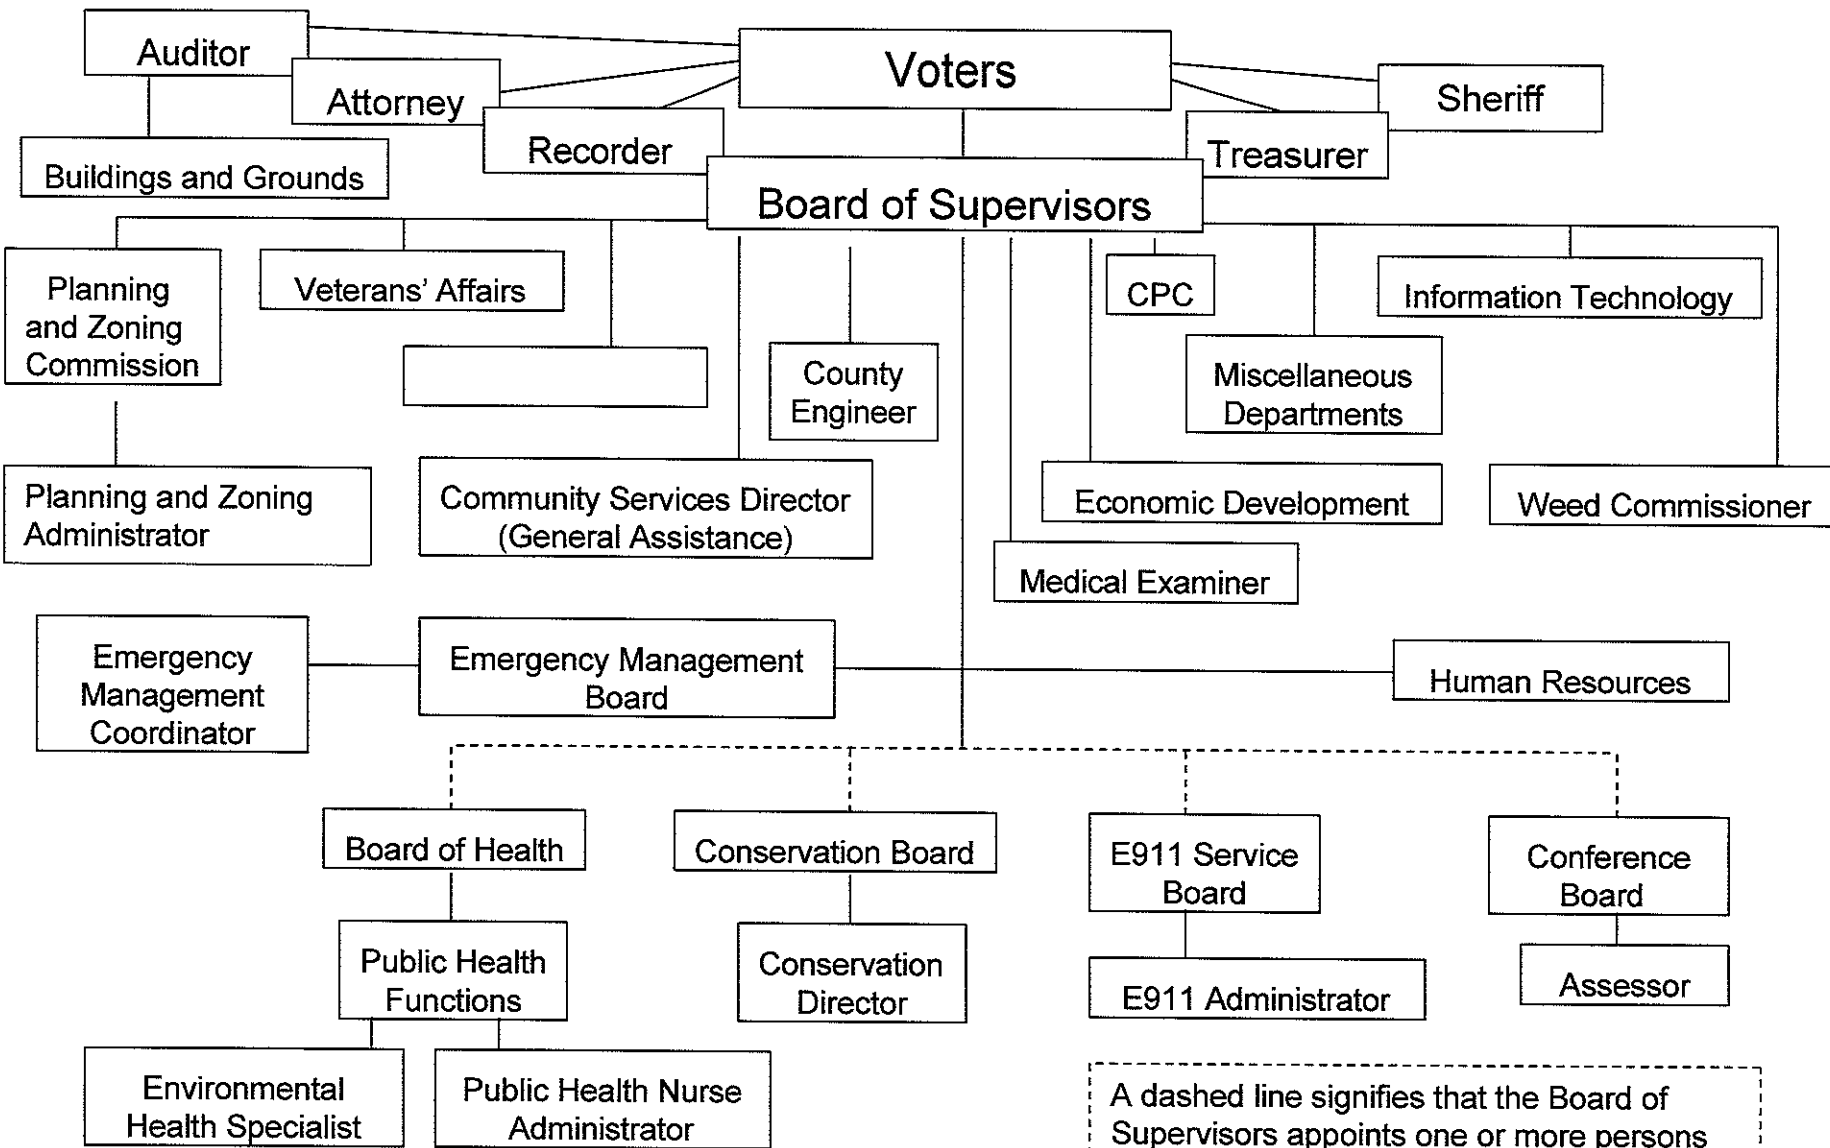 Auditor
Voters
Attorney
Sheriff
Recorder
Treasurer
Buildings and Grounds
Board of Supervisors
Planning
and Zoning
Commission
Veterans' Affairs
CPC
Information Technology
County
Engineer
Miscellaneous
Departments
Planning and Zoning
Administrator
Community Services Director
(General Assistance)
Economic Development
Weed Commissioner
Medical Examiner
Emergency
Management
Coordinator
Emergency Management
Board
Human Resources
Board of Health
Conservation Board
E911 Service
Board
Conference
Board
Public Health
Functions
Conservation
Director
E911 Administrator
Assessor
Environmental
Health Specialist
Public Health Nurse
Administrator
A dashed line signifies that the Board of
Supervisors appoints one or more persons